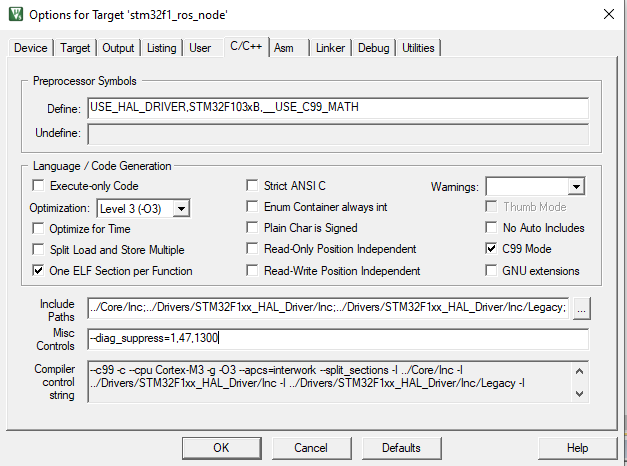 Options for Target 'stm32f1_ros_node'
Device Target Output Listing User C/C++ Asm Linker Debug Utilities
Preprocessor Symbols
Define: USE_HAL_DRIVER,STM32F103xB,__USE_C99_MATH
Undefine:
Language / Code Generation
Execute-only Code Strict ANSI C Warnings:
Optimization: Level 3 (-O3) Enum Container always int Thumb Mode
Optimize for Time Plain Char is Signed No Auto Includes
Split Load and Store Multiple Read-Only Position Independent C99 Mode
One ELF Section per Function Read-Write Position Independent GNU extensions
Include Paths ../Core/Inc;../Drivers/STM32F1xx_HAL_Driver/Inc;../Drivers/STM32F1xx_HAL_Driver/Inc/Legacy; ...
Misc Controls --diag_suppress=1,47,1300
Compiler control string --c99 -c --cpu Cortex-M3 -g -O3 --apcs=interwork --split_sections -I ../Core/Inc -I
../Drivers/STM32F1xx_HAL_Driver/Inc -I ../Drivers/STM32F1xx_HAL_Driver/Inc/Legacy -I
OK Cancel Defaults Help